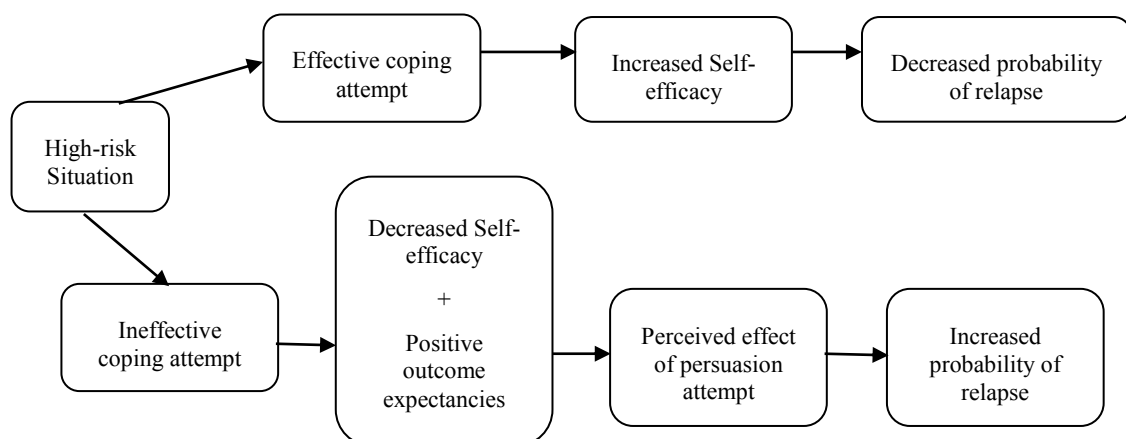 Effective coping
attempt
Increased Self-
efficacy
Decreased probability
of relapse
High-risk
Situation
Ineffective
coping attempt
Decreased Self-
efficacy
+
Positive
outcome
expectancies
Perceived effect
of persuasion
attempt
Increased
probability of
relapse